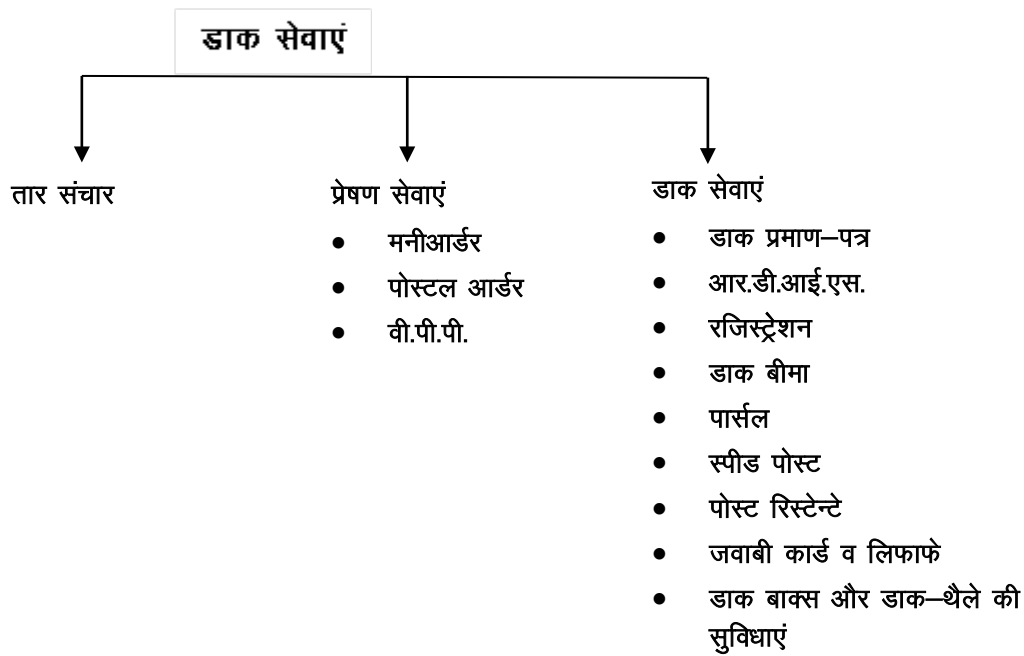 डाक सेवाएं
तार संचार
प्रेषण सेवाएं
• मनीआर्डर
• पोस्टल आर्डर
• वी.पी.पी.
डाक सेवाएं
• डाक प्रमाण–पत्र
• आर.डी.आई.एस.
• रजिस्ट्रेशन
• डाक बीमा
• पार्सल
• स्पीड पोस्ट
• पोस्ट रिस्टेन्टे
• जवाबी कार्ड व लिफाफे
• डाक बाक्स और डाक–थैले की
सुविधाएं